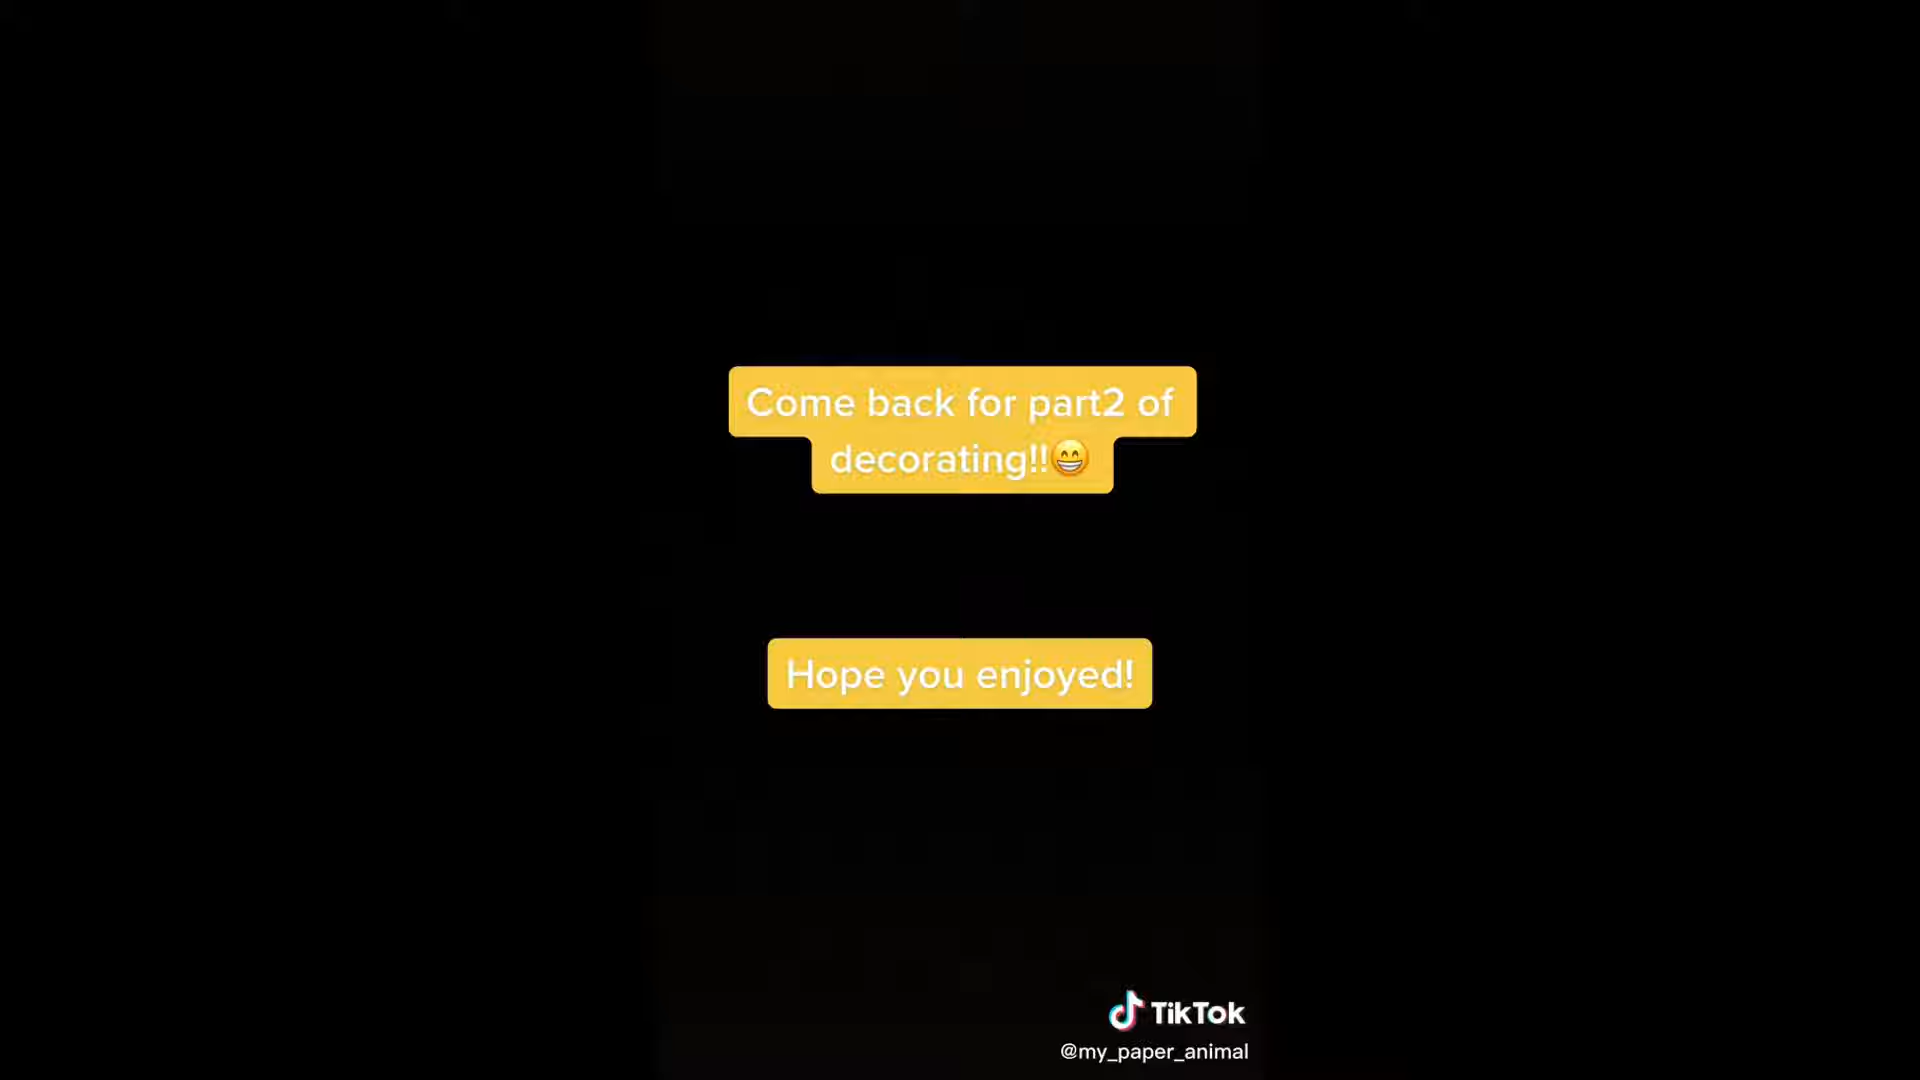 Come back for part2 of
decorating!!😁
Hope you enjoyed!
TikTok
@my_paper_animal